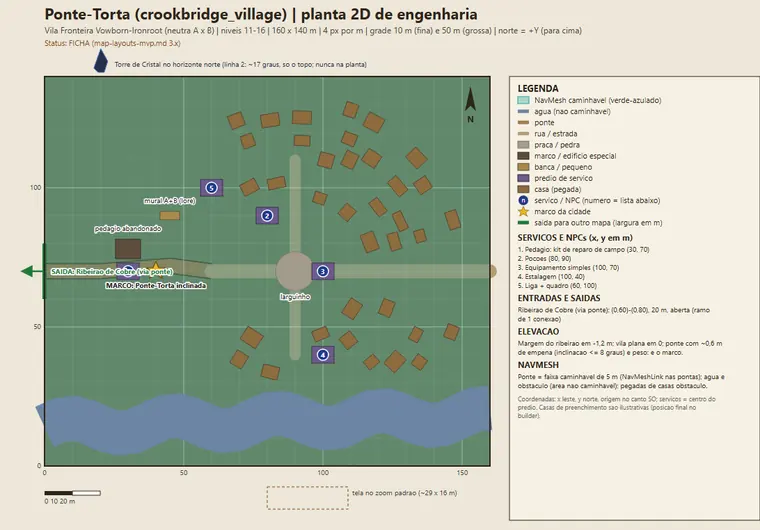 Ponte-Torta (crookbridge_village) | planta 2D de engenharia
Vila Fronteira Vowborn-Ironroot (neutra A x B) | niveis 11-16 | 160 x 140 m | 4 px por m | grade 10 m (fina) e 50 m (grossa) | norte = +Y (para cima)
Status: FICHA (map-layouts-mvp.md 3.x)
Torre de Cristal no horizonte norte (linha 2: ~17 graus, so o topo; nunca na planta)
N
5
100
mural A+B (lore)
2
pedagio abandonado
SAIDA: Ribeirao de Cobre (via ponte)
3
MARCO: Ponte-Torta inclinada
larguinho
50
4
0
0
50
100
150
0 10 20 m
tela no zoom padrao (~29 x 16 m)
LEGENDA
NavMesh caminhavel (verde-azulado)
agua (nao caminhavel)
ponte
rua / estrada
praca / pedra
marco / edificio especial
banca / pequeno
predio de servico
casa (pegada)
n servico / NPC (numero = lista abaixo)
marco da cidade
saida para outro mapa (largura em m)
SERVICOS E NPCs (x, y em m)
1. Pedagio: kit de reparo de campo (30, 70)
2. Pocoes (80, 90)
3. Equipamento simples (100, 70)
4. Estalagem (100, 40)
5. Liga + quadro (60, 100)
ENTRADAS E SAIDAS
Ribeirao de Cobre (via ponte): (0,60)-(0,80), 20 m, aberta (ramo
de 1 conexao)
ELEVACAO
Margem do ribeirao em -1,2 m; vila plana em 0; ponte com ~0,6 m
de empena (inclinacao <= 8 graus) e peso: e o marco.
NAVMESH
Ponte = faixa caminhavel de 5 m (NavMeshLink nas pontas); agua e
obstaculo (area nao caminhavel); pegadas de casas obstaculo.
Coordenadas: x leste, y norte, origem no canto SO; servicos = centro do
predio. Casas de preenchimento sao ilustrativas (posicao final no
builder).